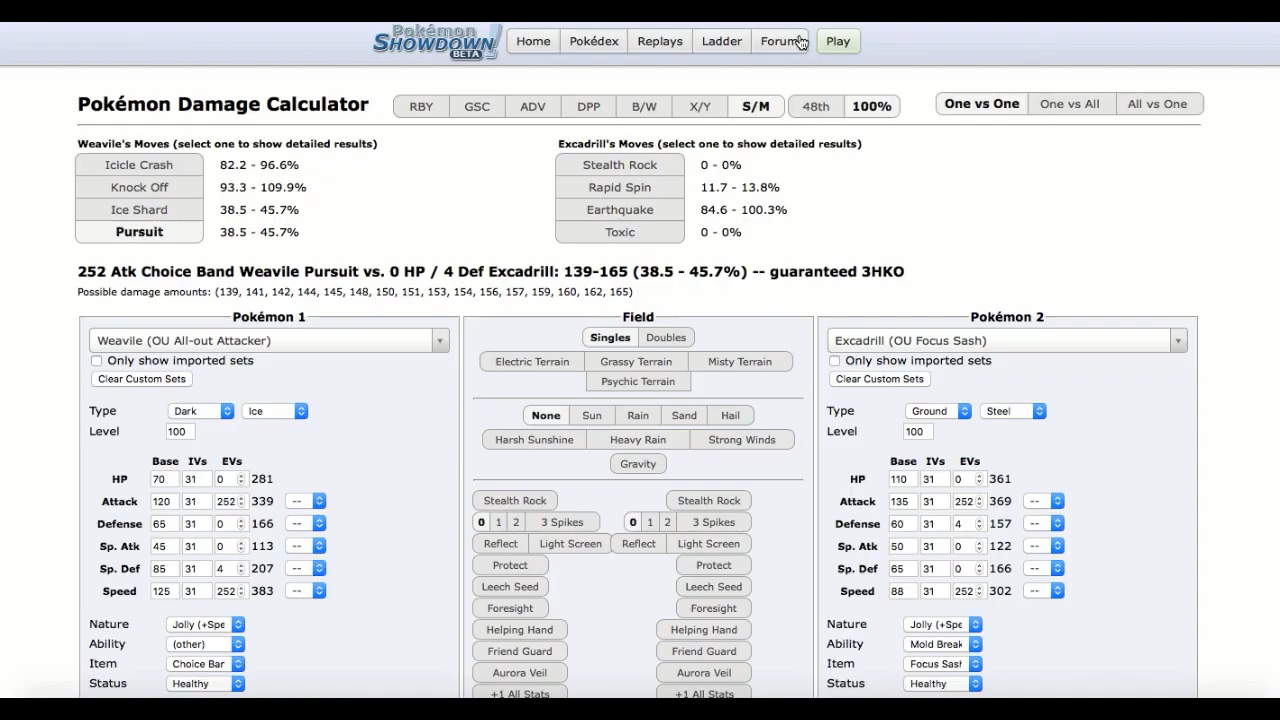 Pokémon SHOWDOWN! BETA Home Pokédex Replays Ladder Forum Play
Pokémon Damage Calculator RBY GSC ADV DPP B/W X/Y S/M 48th 100% One vs One One vs All All vs One
Weavile's Moves (select one to show detailed results) Excadrill's Moves (select one to show detailed results)
Icicle Crash 82.2 - 96.6% Stealth Rock 0 - 0%
Knock Off 93.3 - 109.9% Rapid Spin 11.7 - 13.8%
Ice Shard 38.5 - 45.7% Earthquake 84.6 - 100.3%
Pursuit 38.5 - 45.7% Toxic 0 - 0%
252 Atk Choice Band Weavile Pursuit vs. 0 HP / 4 Def Excadrill: 139-165 (38.5 - 45.7%) -- guaranteed 3HKO
Possible damage amounts: (139, 141, 142, 144, 145, 148, 150, 151, 153, 154, 156, 157, 159, 160, 162, 165)
Pokémon 1
Weavile (OU All-out Attacker)
Only show imported sets
Clear Custom Sets
Type Dark Ice
Level 100
Base IVs EVs
HP 70 31 0 281
Attack 120 31 252 339 --
Defense 65 31 0 166 --
Sp. Atk 45 31 0 113 --
Sp. Def 85 31 4 207 --
Speed 125 31 252 383 --
Nature Jolly (+Spe
Ability (other)
Item Choice Bar
Status Healthy
Field
Singles Doubles
Electric Terrain Grassy Terrain Misty Terrain
Psychic Terrain
None Sun Rain Sand Hail
Harsh Sunshine Heavy Rain Strong Winds
Gravity
Stealth Rock Stealth Rock
0 1 2 3 Spikes 0 1 2 3 Spikes
Reflect Light Screen Reflect Light Screen
Protect Protect
Leech Seed Leech Seed
Foresight Foresight
Helping Hand Helping Hand
Friend Guard Friend Guard
Aurora Veil Aurora Veil
+1 All Stats +1 All Stats
Pokémon 2
Excadrill (OU Focus Sash)
Only show imported sets
Clear Custom Sets
Type Ground Steel
Level 100
Base IVs EVs
HP 110 31 0 361
Attack 135 31 252 369 --
Defense 60 31 4 157 --
Sp. Atk 50 31 0 122 --
Sp. Def 65 31 0 166 --
Speed 88 31 252 302 --
Nature Jolly (+Spe
Ability Mold Break
Item Focus Sash
Status Healthy